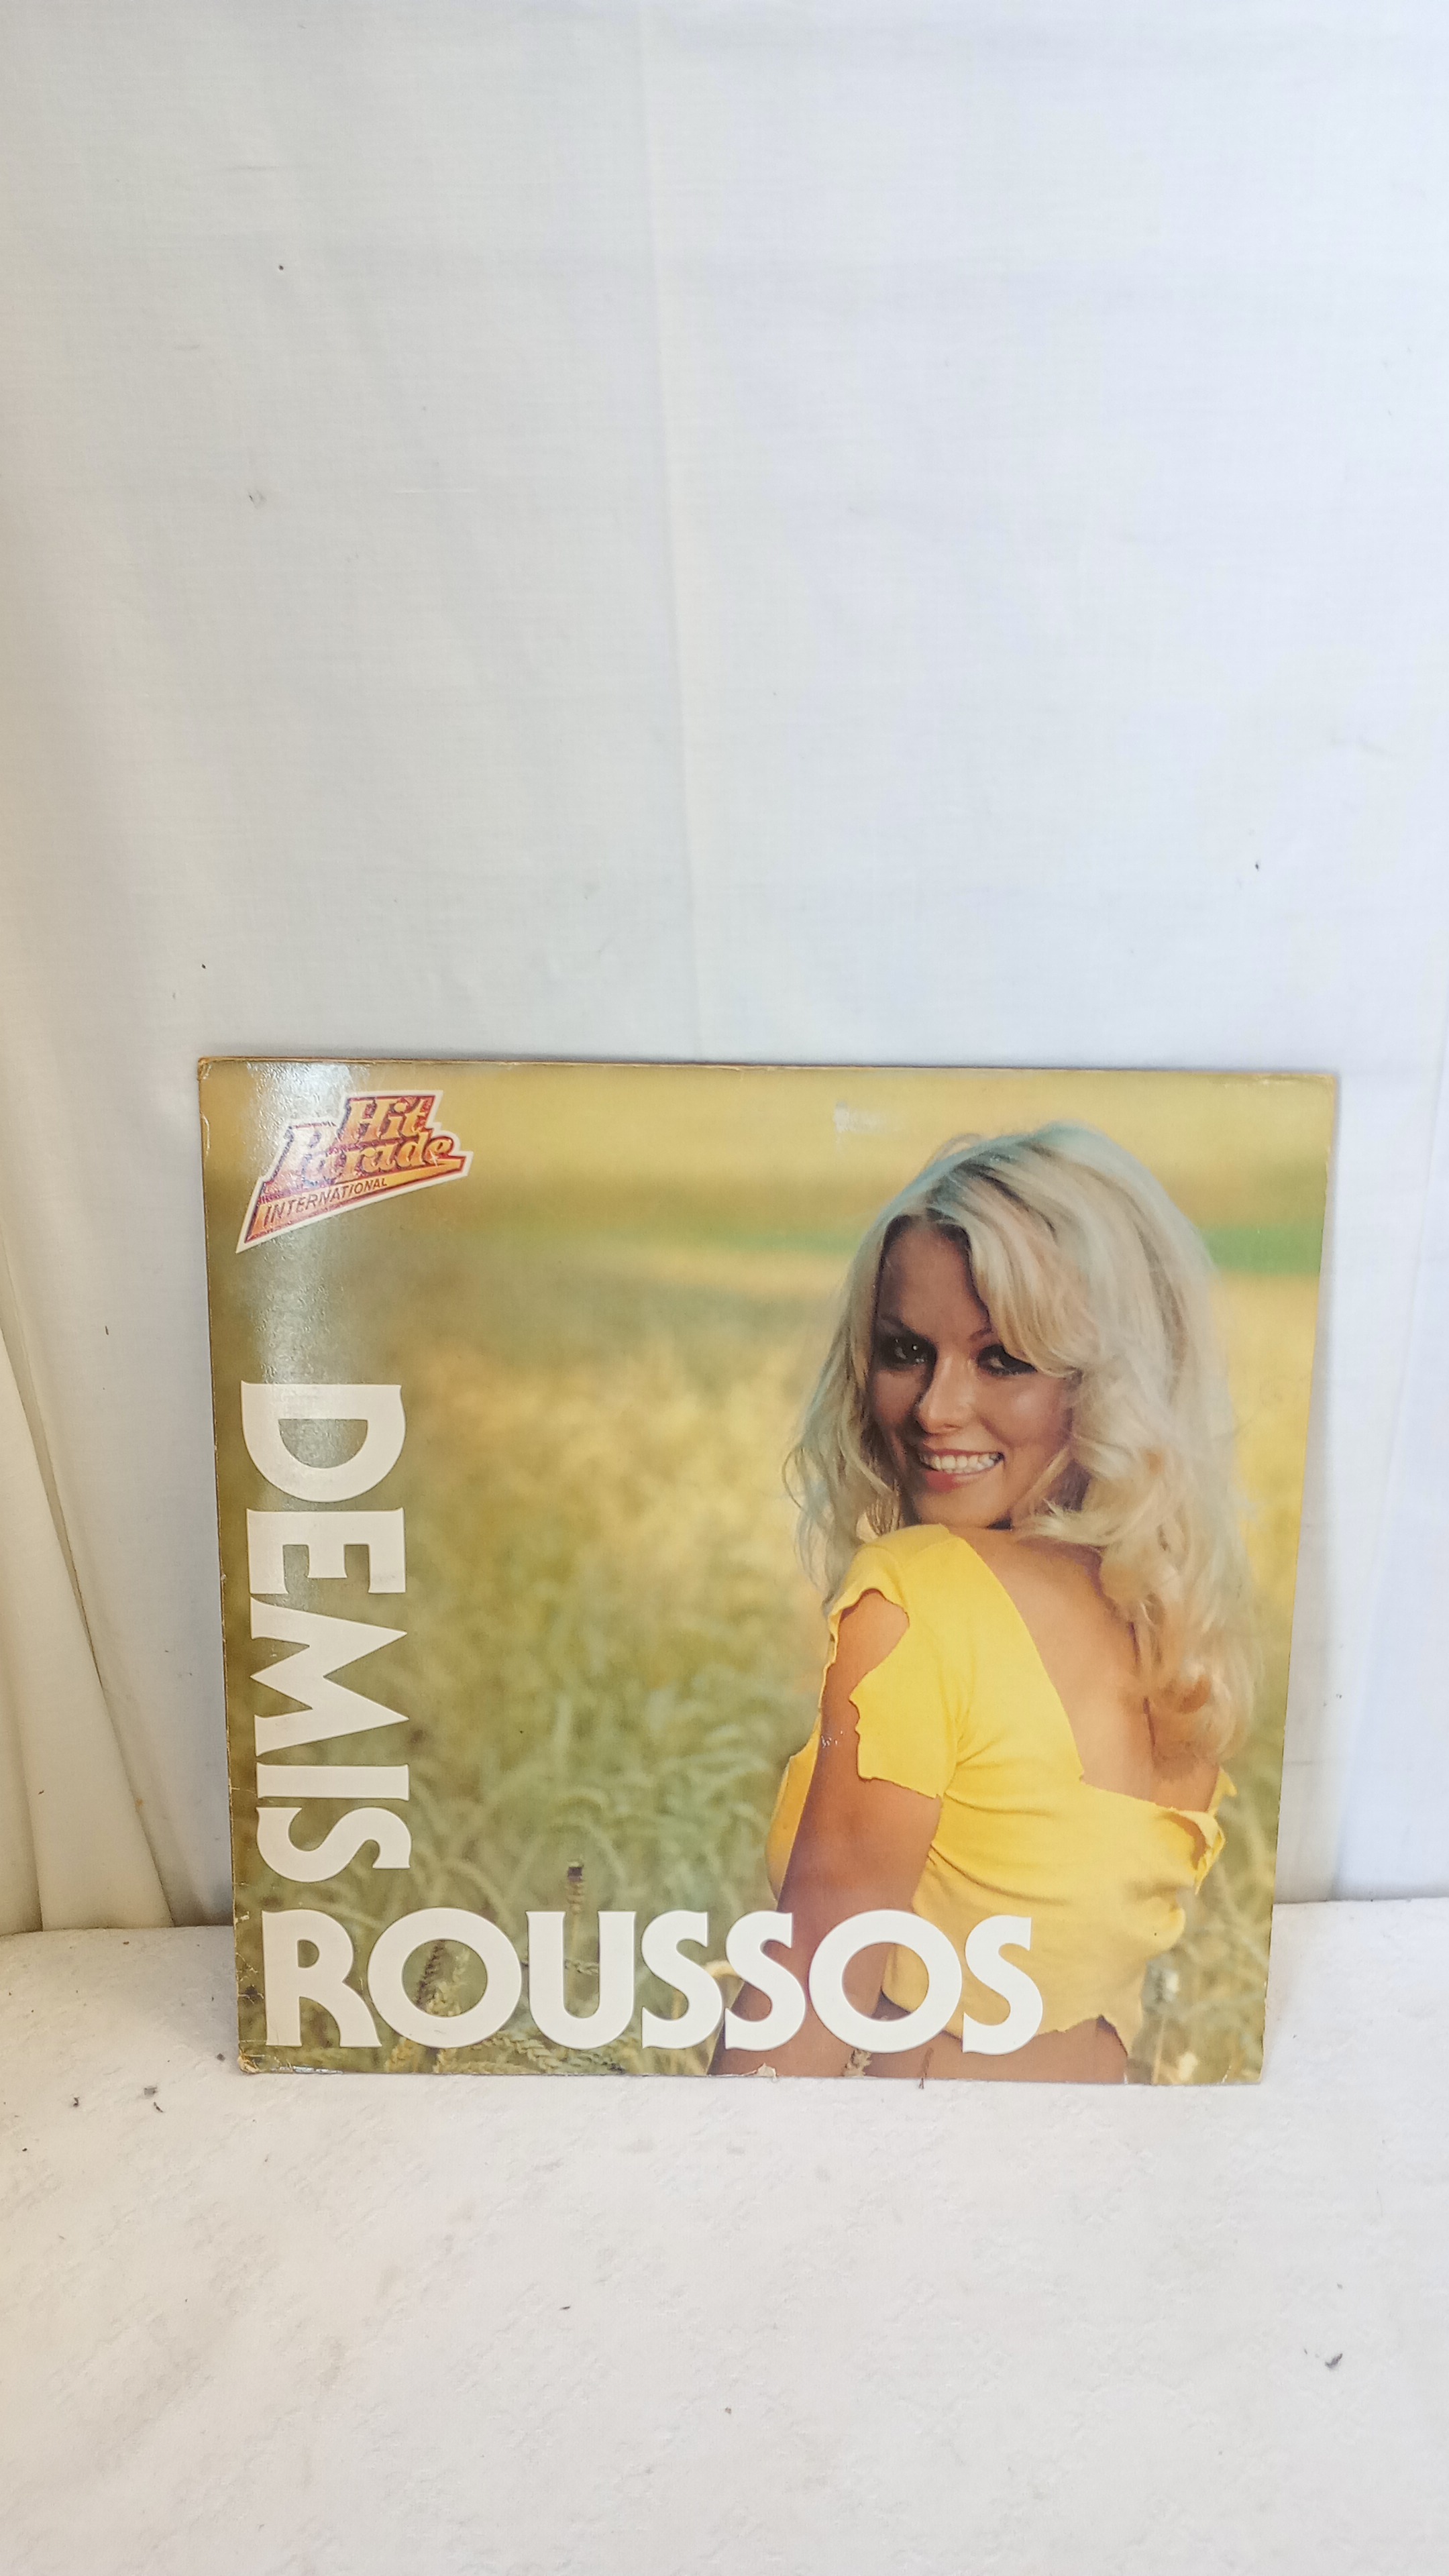 Hit
Parade
INTERNATIONAL
DEMIS
ROUSSOS